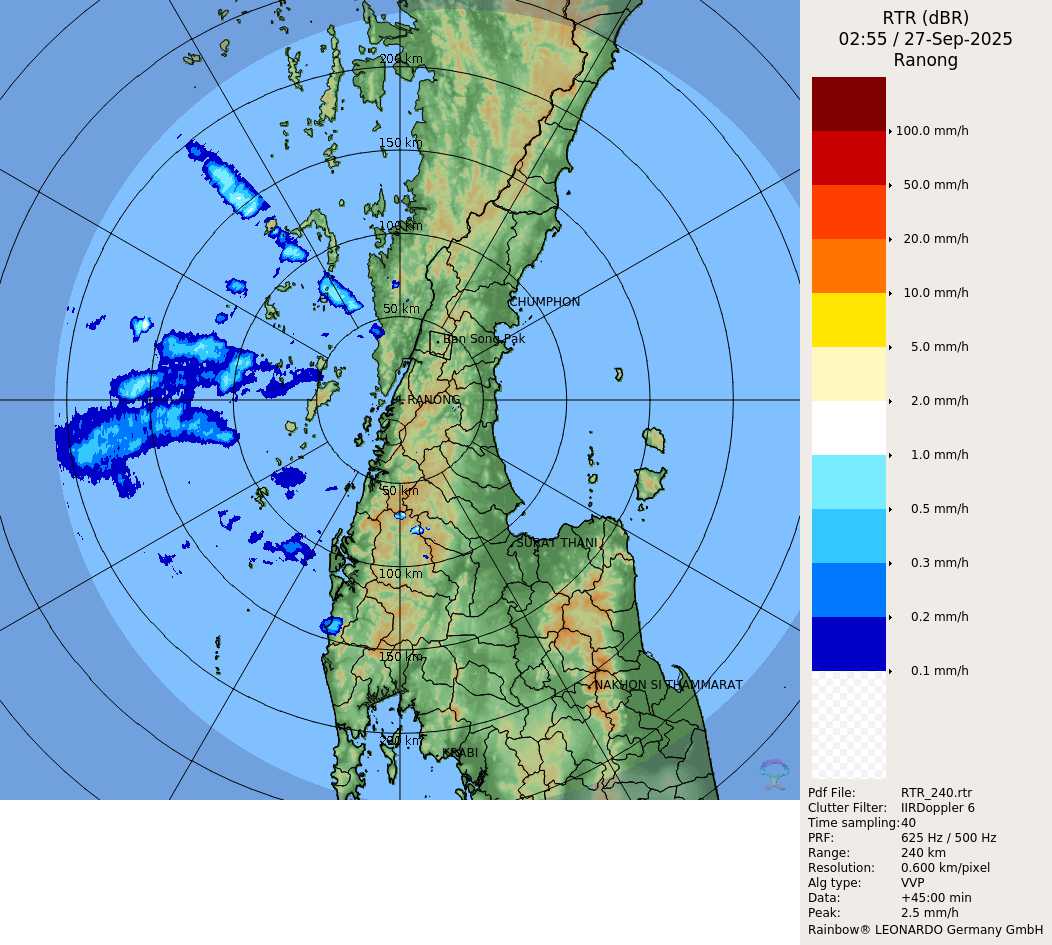 RTR (dBR)
02:55 / 27-Sep-2025
Ranong
100.0 mm/h
50.0 mm/h
20.0 mm/h
10.0 mm/h
5.0 mm/h
2.0 mm/h
1.0 mm/h
0.5 mm/h
0.3 mm/h
0.2 mm/h
0.1 mm/h
200 km
150 km
100 km
50 km
CHUMPHON
Ban Song Pak
RANONG
50 km
SURAT THANI
100 km
150 km
NAKHON SI THAMMARAT
200 km
KRABI
Pdf File: RTR_240.rtr
Clutter Filter: IIRDoppler 6
Time sampling:40
PRF: 625 Hz / 500 Hz
Range: 240 km
Resolution: 0.600 km/pixel
Alg type: VVP
Data: +45:00 min
Peak: 2.5 mm/h
Rainbow® LEONARDO Germany GmbH